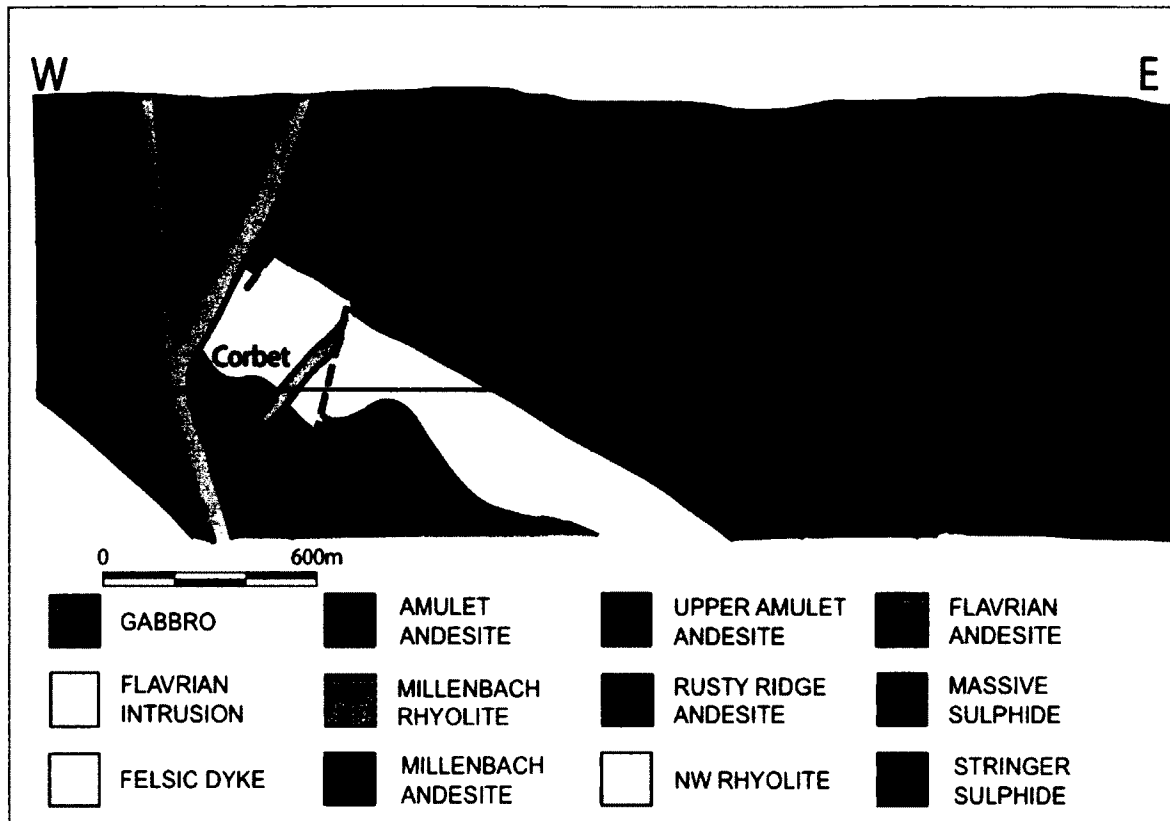 W
E
Corbet
0 600m
GABBRO
AMULET
ANDESITE
UPPER AMULET
ANDESITE
FLAVRIAN
ANDESITE
FLAVRIAN
INTRUSION
MILLENBACH
RHYOLITE
RUSTY RIDGE
ANDESITE
MASSIVE
SULPHIDE
FELSIC DYKE
MILLENBACH
ANDESITE
NW RHYOLITE
STRINGER
SULPHIDE